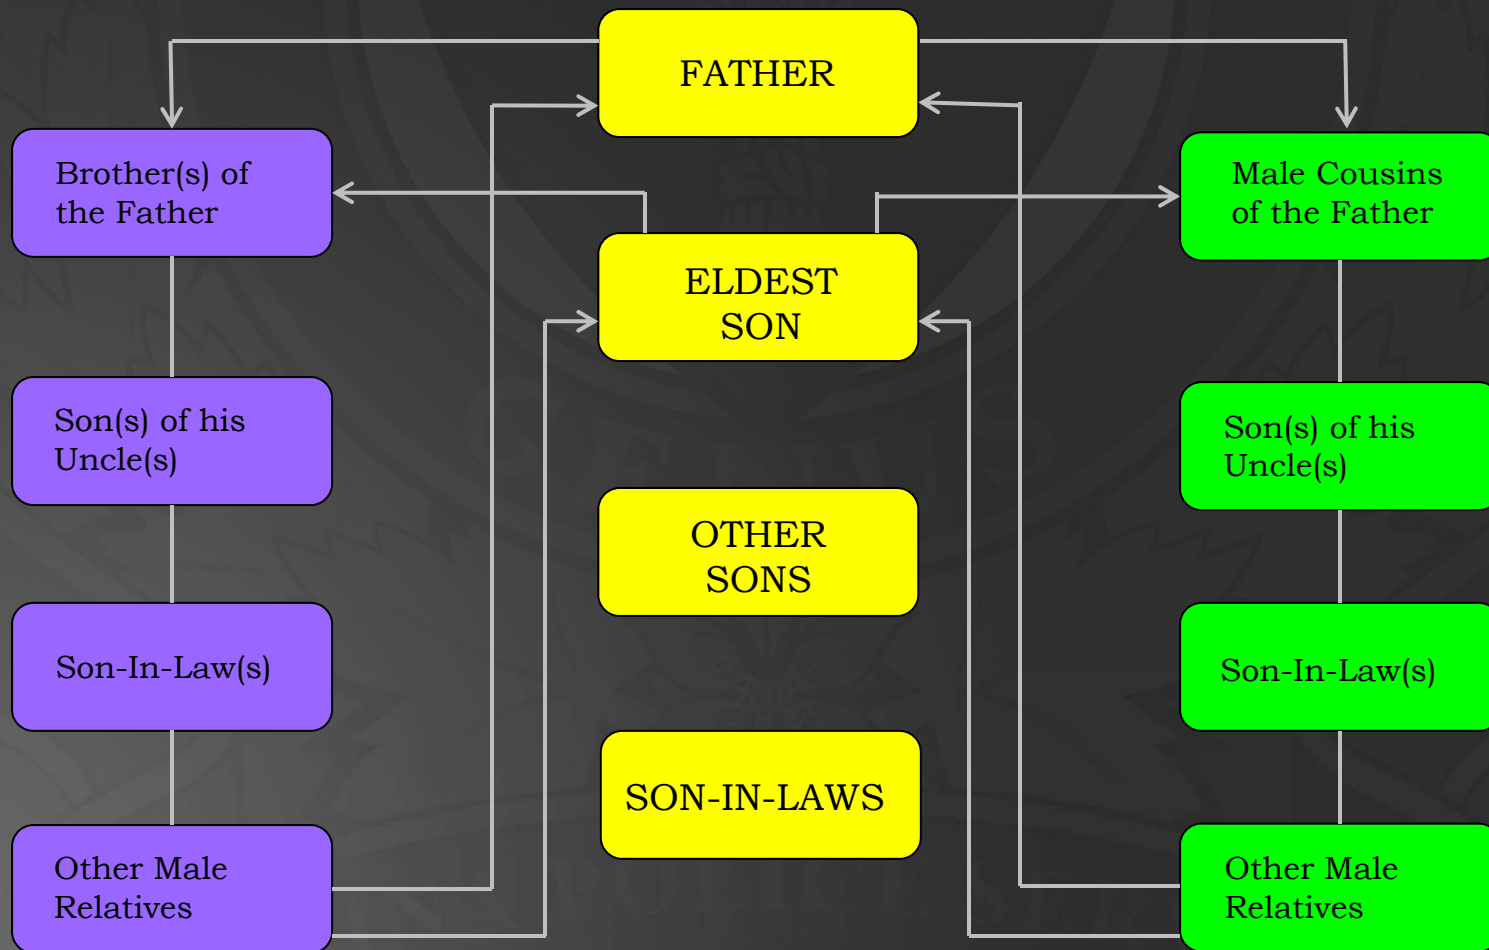 FATHER
Brother(s) of
the Father
Male Cousins
of the Father
ELDEST
SON
Son(s) of his
Uncle(s)
Son(s) of his
Uncle(s)
OTHER
SONS
Son-In-Law(s)
Son-In-Law(s)
SON-IN-LAWS
Other Male
Relatives
Other Male
Relatives